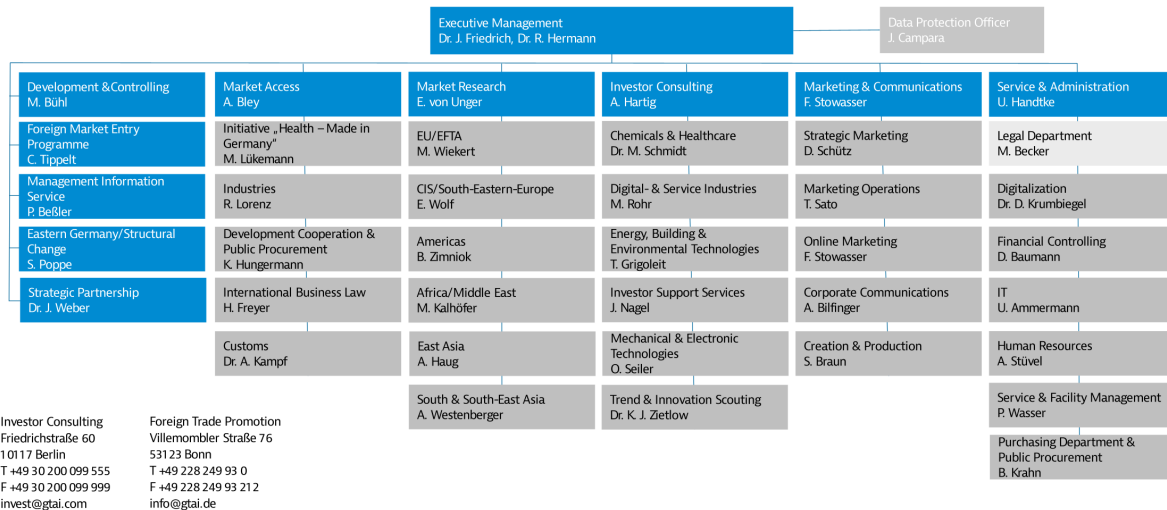 Executive Management
Dr. J. Friedrich, Dr. R. Hermann
Data Protection Officer
J. Campara
Development &Controlling
M. Bühl
Foreign Market Entry
Programme
C. Tippelt
Management Information
Service
P. Beßler
Eastern Germany/Structural
Change
S. Poppe
Strategic Partnership
Dr. J. Weber
Market Access
A. Bley
Initiative „Health – Made in
Germany“
M. Lükemann
Industries
R. Lorenz
Development Cooperation &
Public Procurement
K. Hungermann
International Business Law
H. Freyer
Customs
Dr. A. Kampf
Market Research
E. von Unger
EU/EFTA
M. Wiekert
CIS/South-Eastern-Europe
E. Wolf
Americas
B. Zimniok
Africa/Middle East
M. Kalhöfer
East Asia
A. Haug
South & South-East Asia
A. Westenberger
Investor Consulting
A. Hartig
Chemicals & Healthcare
Dr. M. Schmidt
Digital- & Service Industries
M. Rohr
Energy, Building &
Environmental Technologies
T. Grigoleit
Investor Support Services
J. Nagel
Mechanical & Electronic
Technologies
O. Seiler
Trend & Innovation Scouting
Dr. K. J. Zietlow
Marketing & Communications
F. Stowasser
Strategic Marketing
D. Schütz
Marketing Operations
T. Sato
Online Marketing
F. Stowasser
Corporate Communications
A. Bilfinger
Creation & Production
S. Braun
Service & Administration
U. Handtke
Legal Department
M. Becker
Digitalization
Dr. D. Krumbiegel
Financial Controlling
D. Baumann
IT
U. Ammermann
Human Resources
A. Stüvel
Service & Facility Management
P. Wasser
Purchasing Department &
Public Procurement
B. Krahn
Investor Consulting
Friedrichstraße 60
10117 Berlin
T +49 30 200 099 555
F +49 30 200 099 999
invest@gtai.com
Foreign Trade Promotion
Villemombler Straße 76
53123 Bonn
T +49 228 249 93 0
F +49 228 249 93 212
info@gtai.de